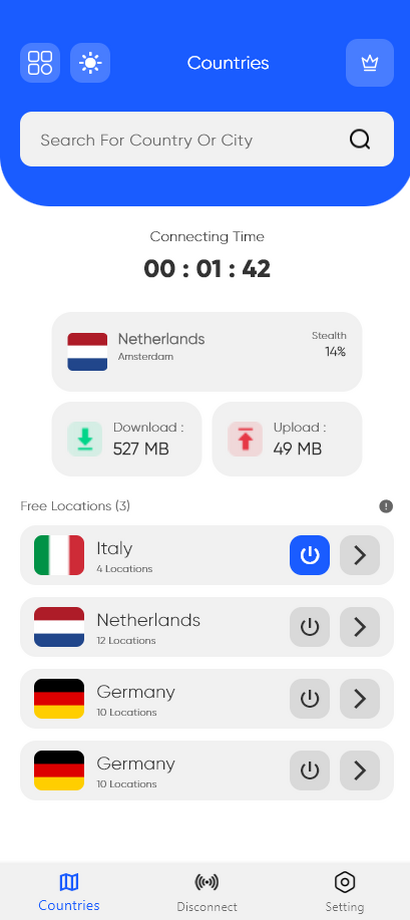 Countries
Search For Country Or City
Connecting Time
00 : 01 : 42
Netherlands
Amsterdam
Stealth
14%
Download :
527 MB
Upload :
49 MB
Free Locations (3)
Italy
4 Locations
Netherlands
12 Locations
Germany
10 Locations
Germany
10 Locations
Countries
Disconnect
Setting